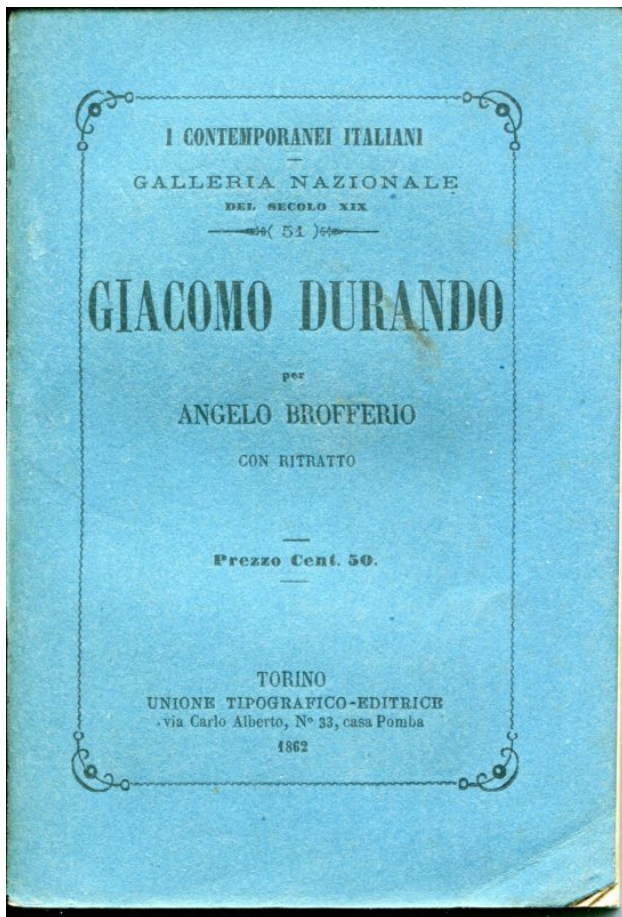 I CONTEMPORANEI ITALIANI
GALLERIA NAZIONALE
DEL SECOLO XIX
( 51 )
GIACOMO DURANDO
per
ANGELO BROFFERIO
CON RITRATTO
Prezzo Cent. 50.
TORINO
UNIONE TIPOGRAFICO-EDITRICE
via Carlo Alberto, N° 33, casa Pomba
1862